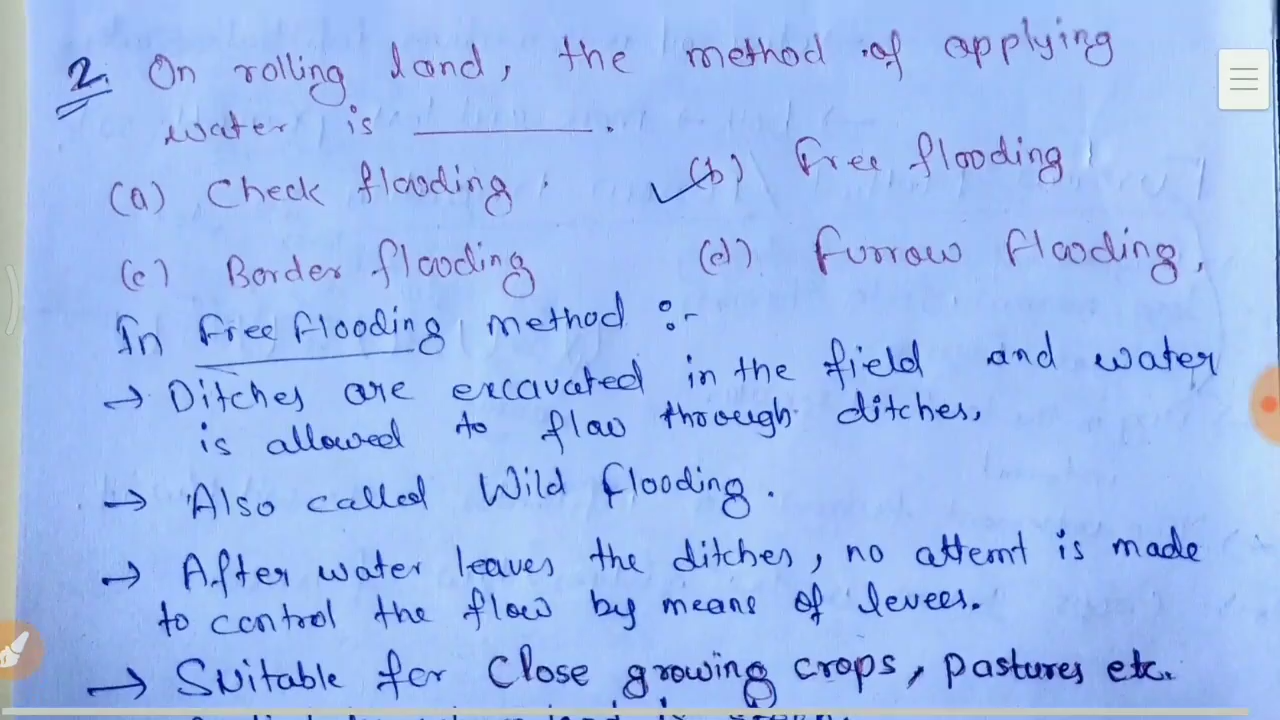 2. On rolling land, the method of applying
water is ________.
(a) Check flooding. (b) Free flooding
(c) Border flooding (d) Furrow flooding.
In Free flooding method :-
→ Ditches are excavated in the field and water
is allowed to flow through ditches,
→ Also called Wild flooding.
→ After water leaves the ditches, no attemt is made
to control the flow by means of levees.
→ Suitable for Close growing crops, pastures etc.